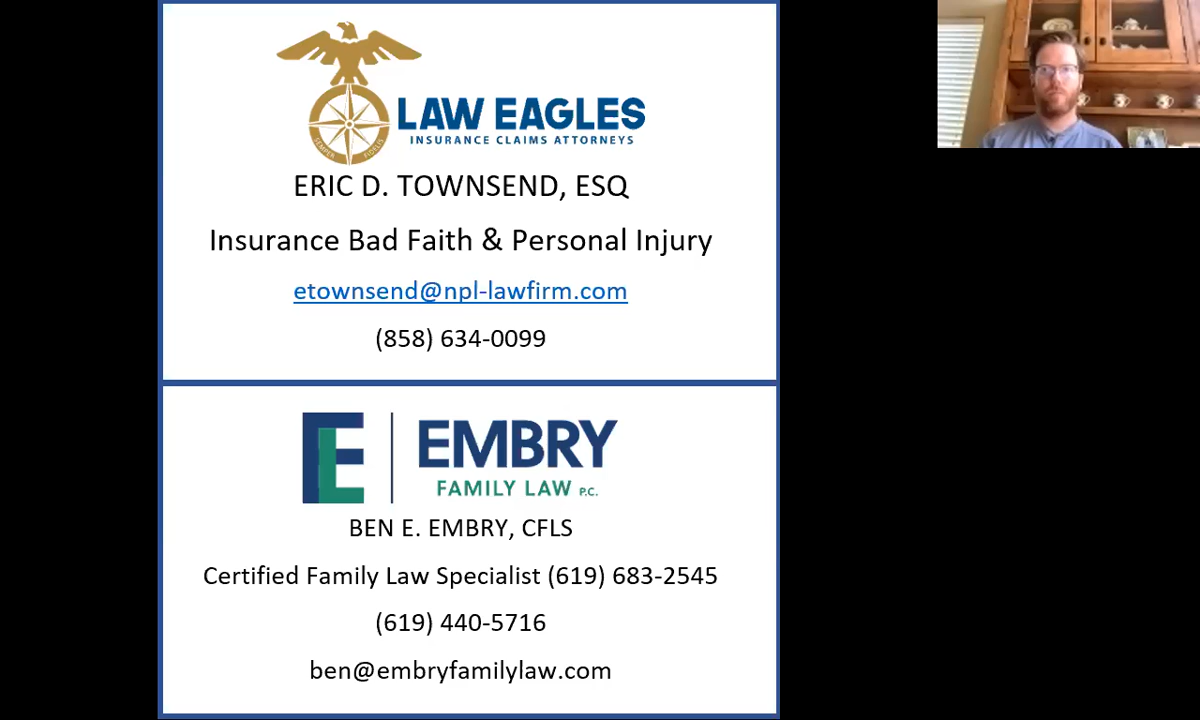 SEMPER FIDELIS
LAW EAGLES
INSURANCE CLAIMS ATTORNEYS
ERIC D. TOWNSEND, ESQ
Insurance Bad Faith & Personal Injury
etownsend@npl-lawfirm.com
(858) 634-0099
E
EMBRY
FAMILY LAW P.C.
BEN E. EMBRY, CFLS
Certified Family Law Specialist (619) 683-2545
(619) 440-5716
ben@embryfamilylaw.com